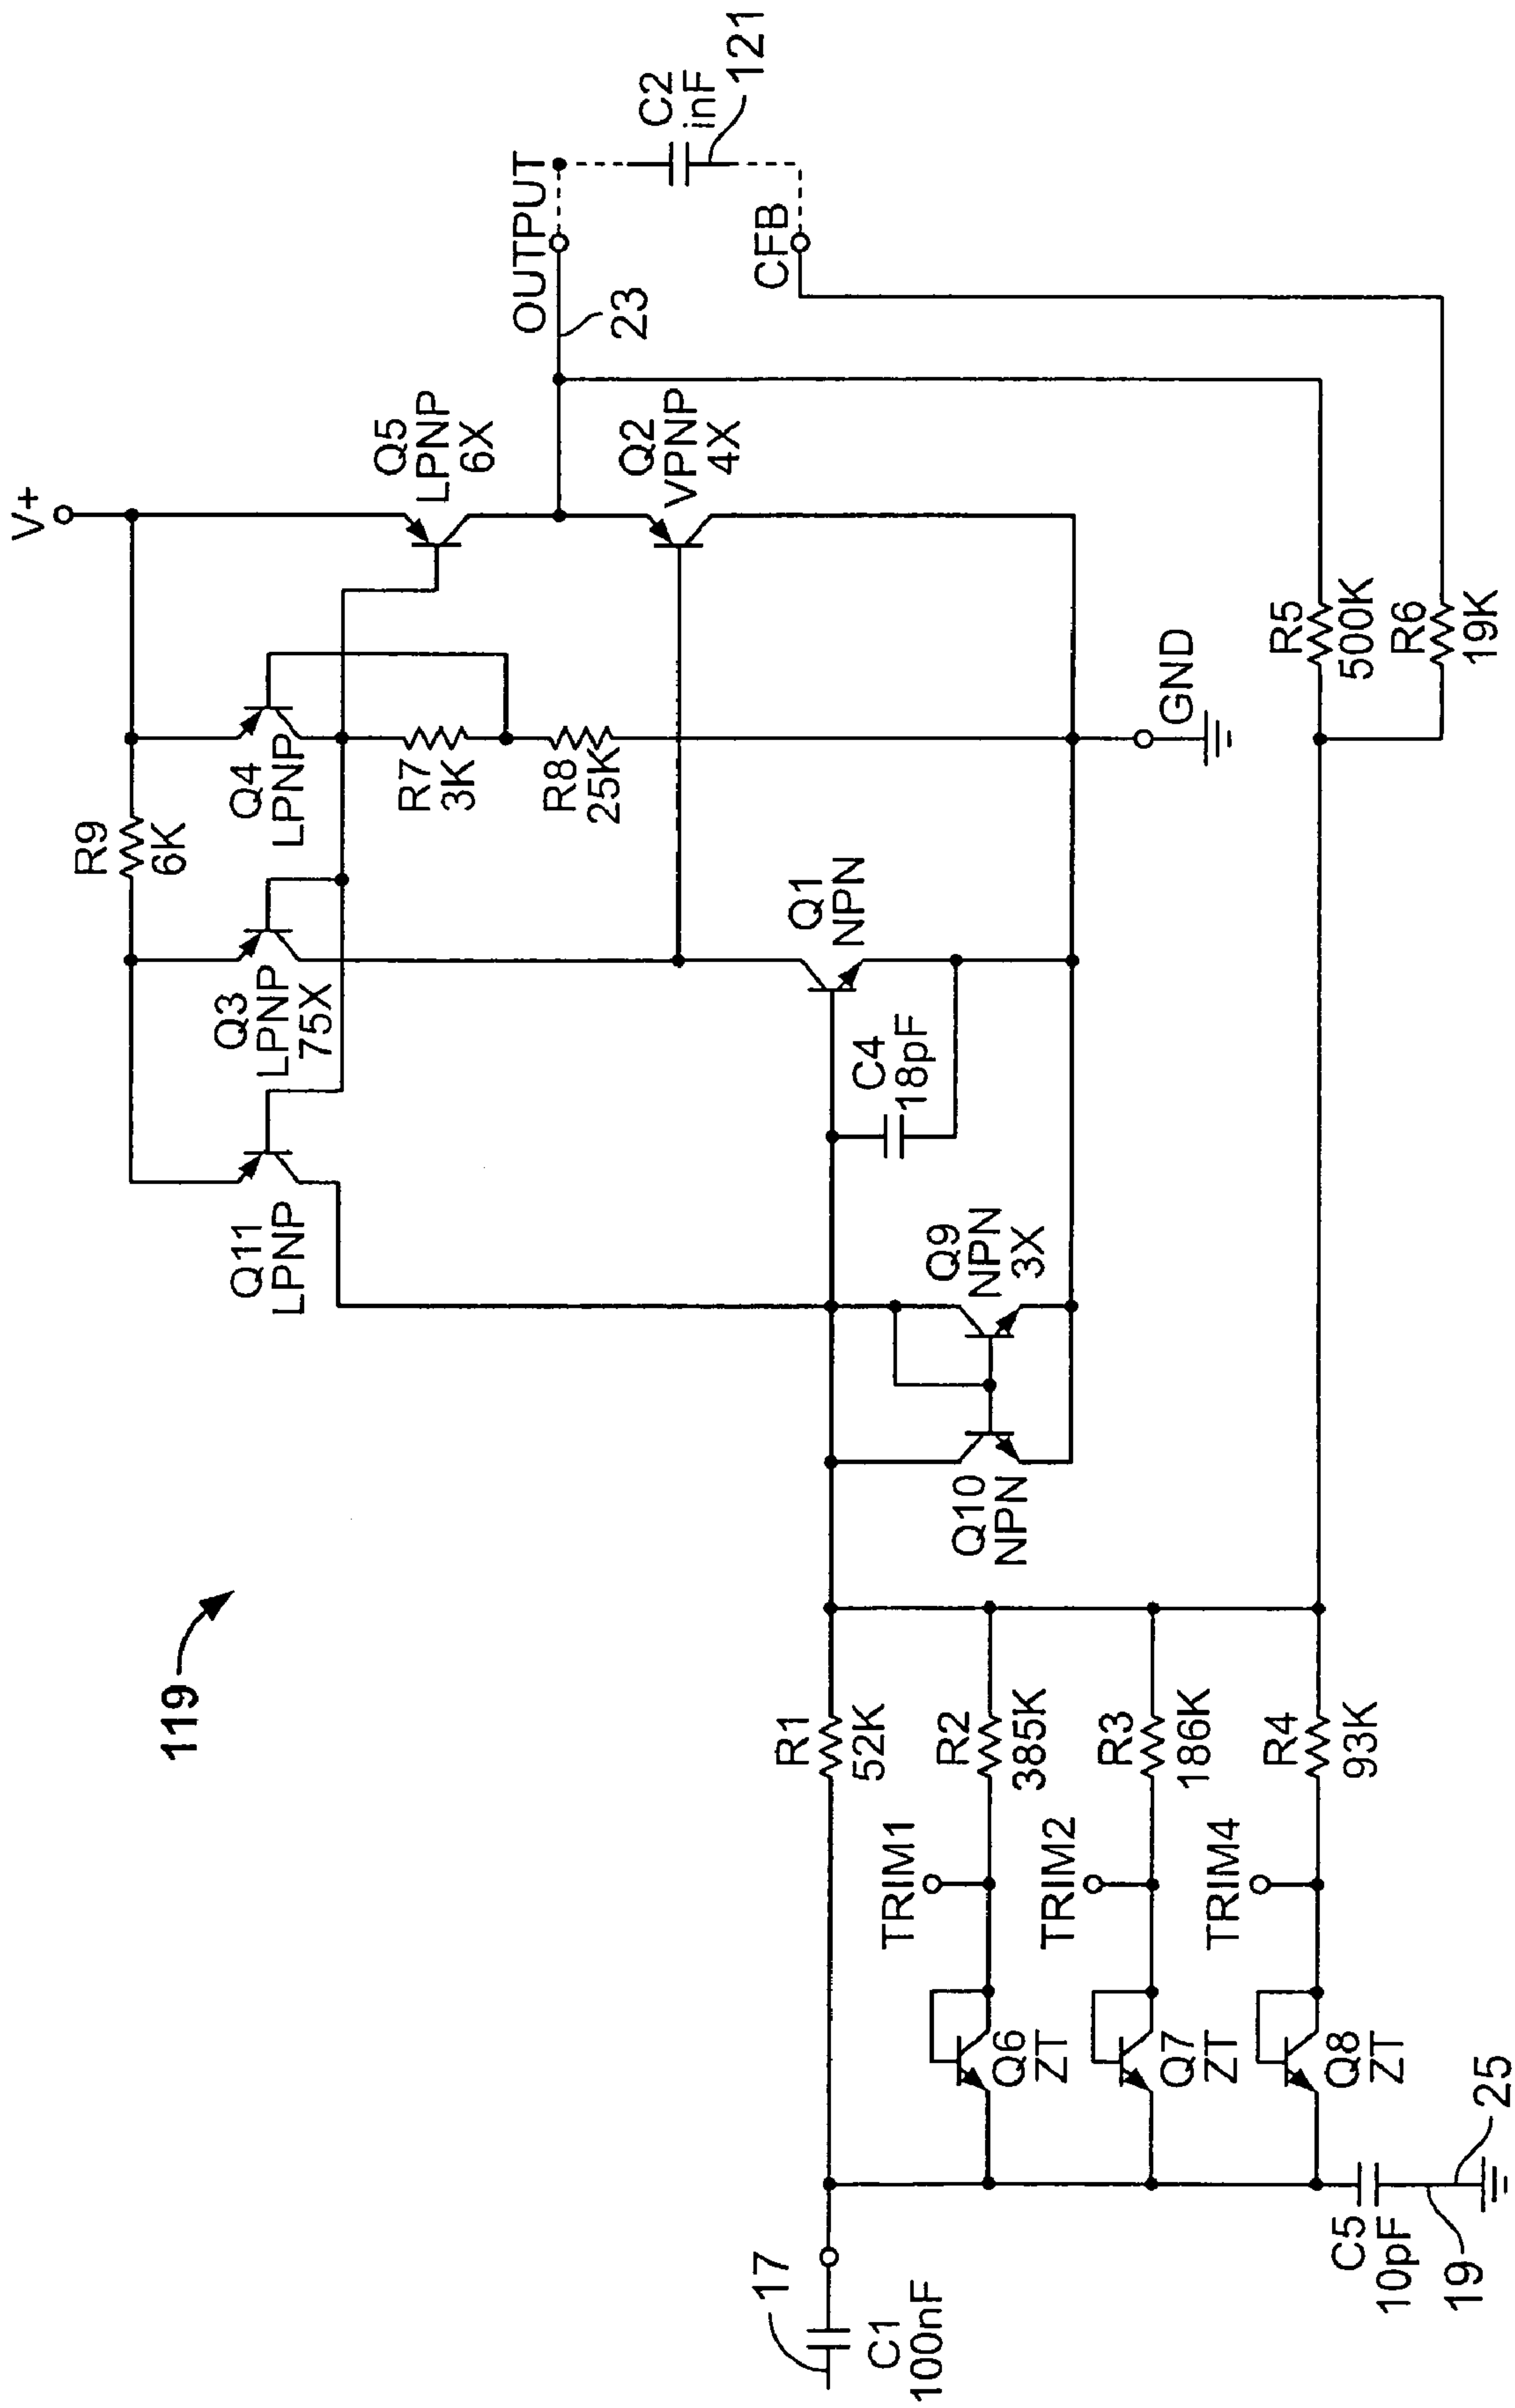 119
V+
R9
6K
Q11
LPNP
Q3
LPNP
75X
Q4
LPNP
Q5
LPNP
6X
R7
3K
R8
25K
OUTPUT
23
C2
inF
121
CFB
Q2
VPNP
4X
Q1
NPN
C4
18pF
Q9
NPN
3X
Q10
NPN
GND
R5
500K
R6
19K
R1
52K
R2
385K
R3
186K
R4
93K
TRIM1
TRIM2
TRIM4
Q6
ZT
Q7
ZT
Q8
ZT
17
C1
100nF
C5
10pF
19
25